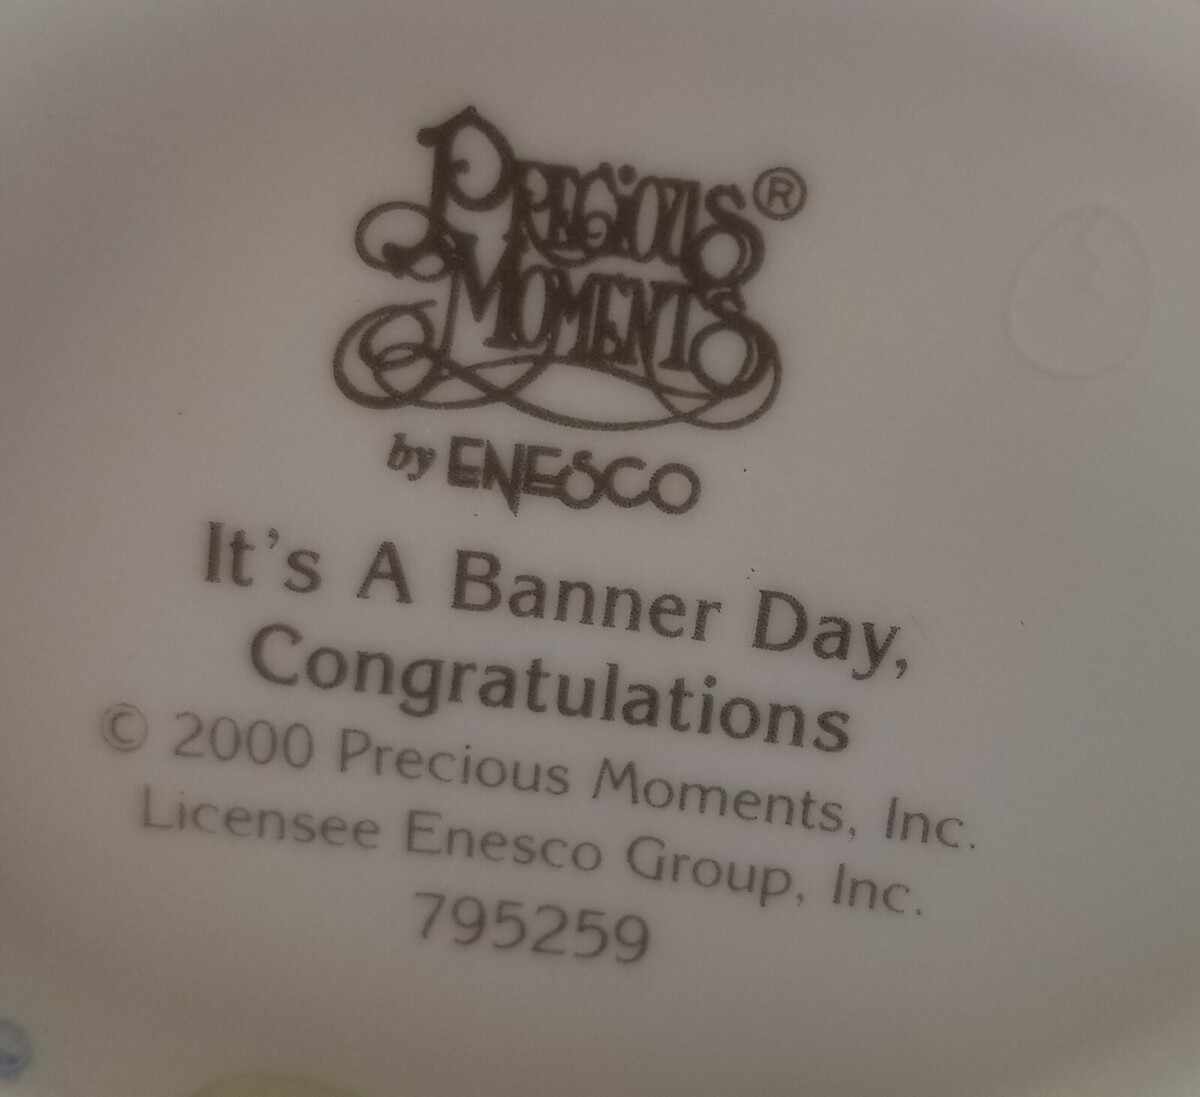 PRECIOUS ®
MOMENTS
by ENESCO
It's A Banner Day,
Congratulations
© 2000 Precious Moments, Inc.
Licensee Enesco Group, Inc.
795259